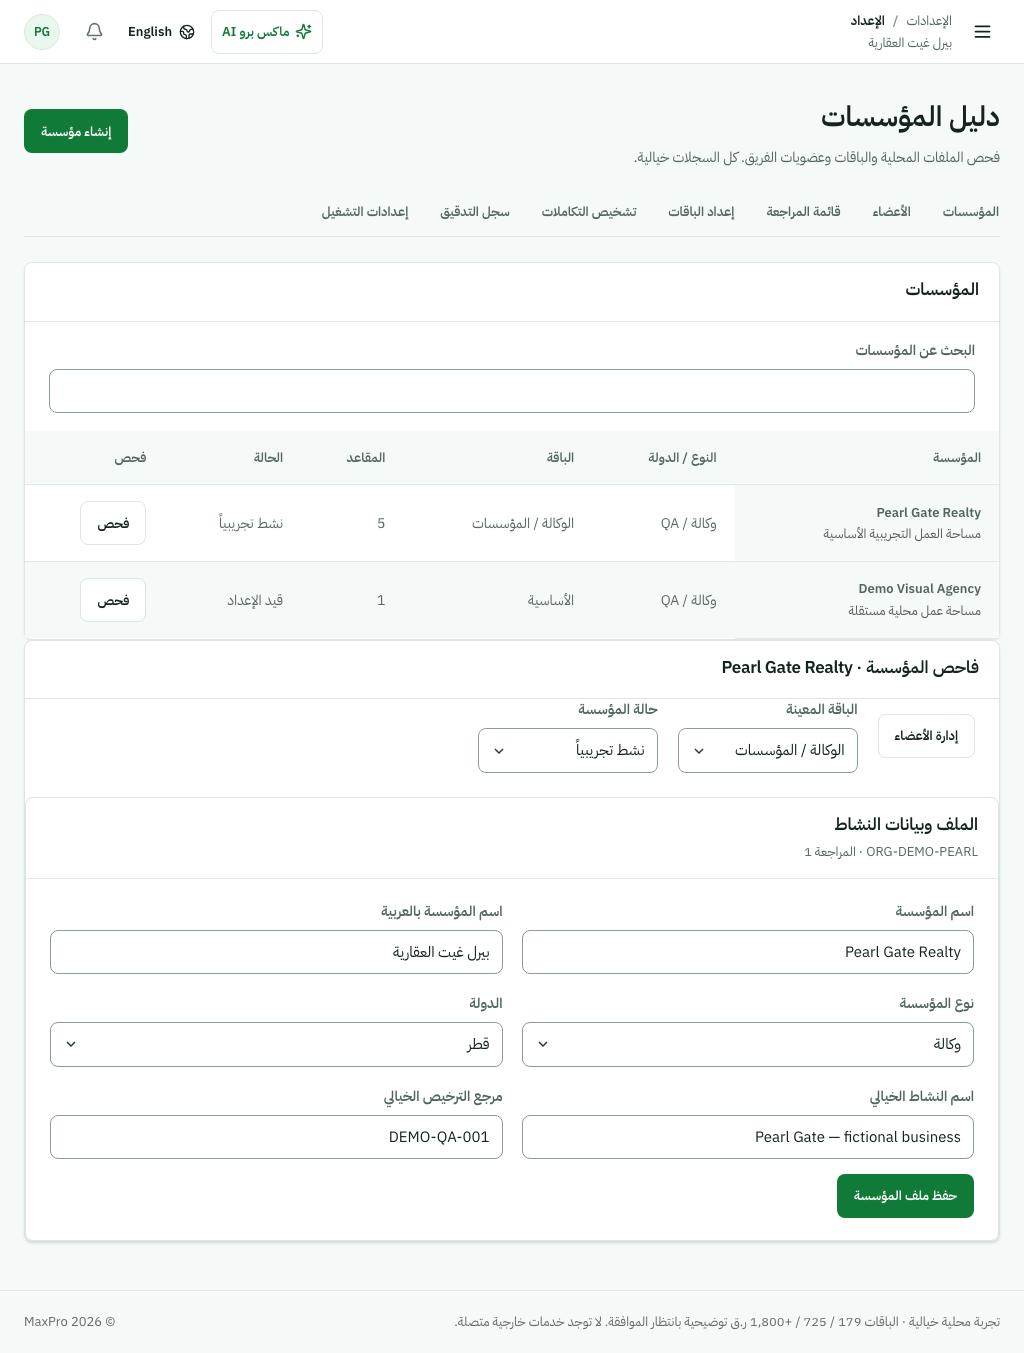 الإعدادات / الإعداد
بيرل غيت العقارية
ماكس برو AI
English
PG
دليل المؤسسات
فحص الملفات المحلية والباقات وعضويات الفريق. كل السجلات خيالية.
إنشاء مؤسسة
المؤسسات
الأعضاء
قائمة المراجعة
إعداد الباقات
تشخيص التكاملات
سجل التدقيق
إعدادات التشغيل
المؤسسات
البحث عن المؤسسات
المؤسسة النوع / الدولة الباقة المقاعد الحالة فحص
Pearl Gate Realty
مساحة العمل التجريبية الأساسية
وكالة / QA
الوكالة / المؤسسات
5
نشط تجريبياً
فحص
Demo Visual Agency
مساحة عمل محلية مستقلة
وكالة / QA
الأساسية
1
قيد الإعداد
فحص
فاحص المؤسسة · Pearl Gate Realty
إدارة الأعضاء
الباقة المعينة
الوكالة / المؤسسات
حالة المؤسسة
نشط تجريبياً
الملف وبيانات النشاط
ORG-DEMO-PEARL · المراجعة 1
اسم المؤسسة
Pearl Gate Realty
اسم المؤسسة بالعربية
بيرل غيت العقارية
نوع المؤسسة
وكالة
الدولة
قطر
اسم النشاط الخيالي
Pearl Gate — fictional business
مرجع الترخيص الخيالي
DEMO-QA-001
حفظ ملف المؤسسة
تجربة محلية خيالية · الباقات 179 / 725 / +1,800 ر.ق توضيحية بانتظار الموافقة. لا توجد خدمات خارجية متصلة.
© 2026 MaxPro